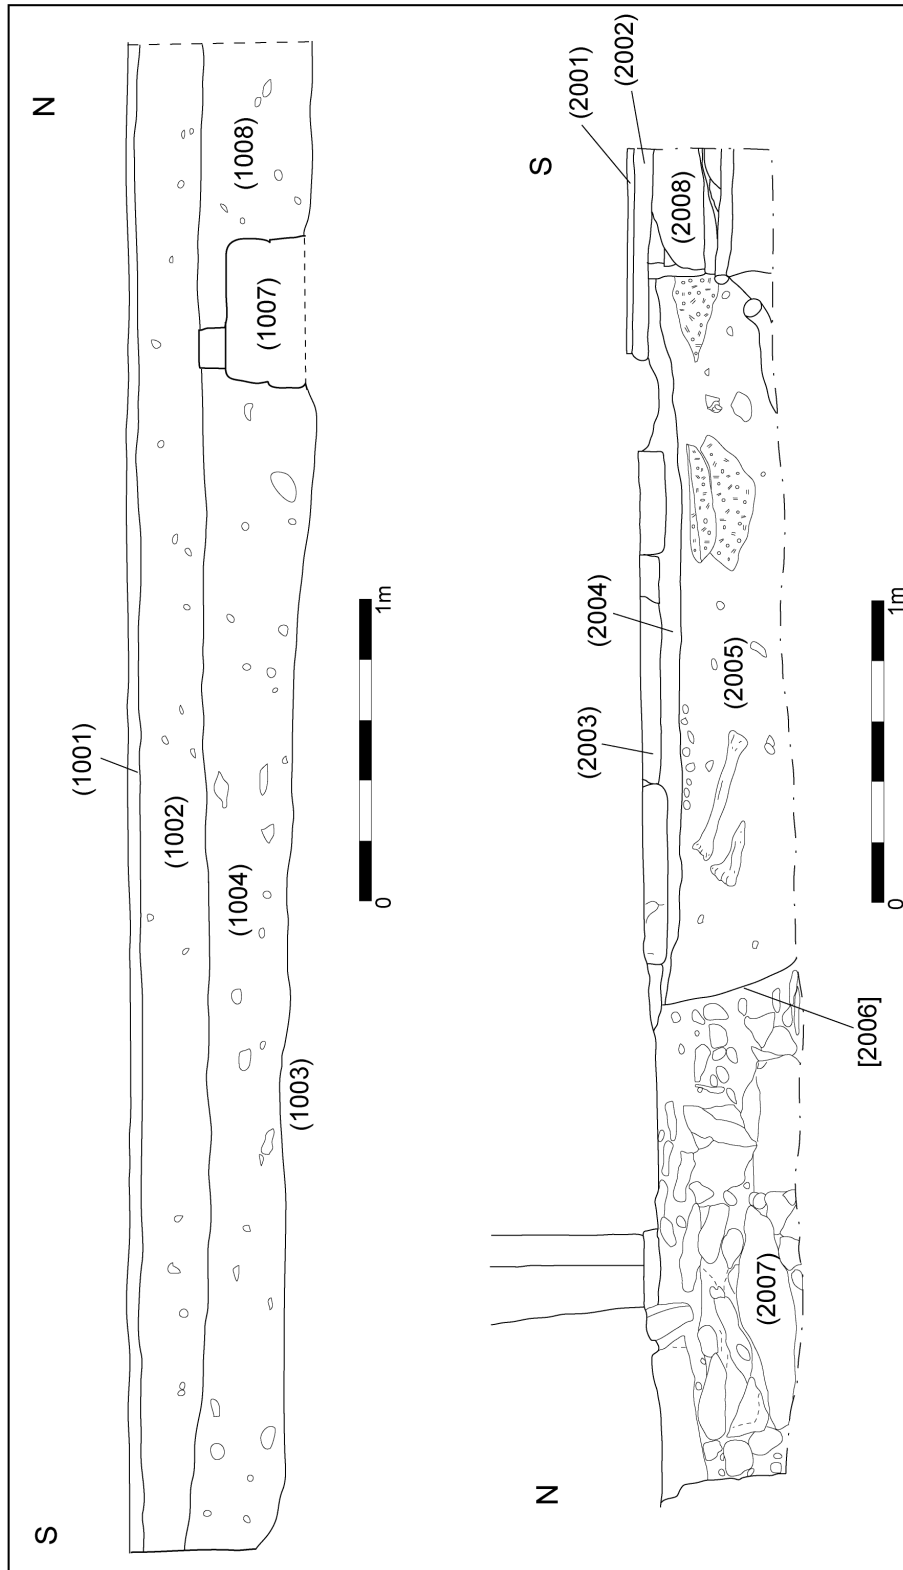 S
N
(1001)
(1002)
(1004)
(1003)
(1007)
(1008)
0
1m
N
S
(2001)
(2002)
(2003)
(2004)
(2005)
[2006]
(2007)
(2008)
0
1m